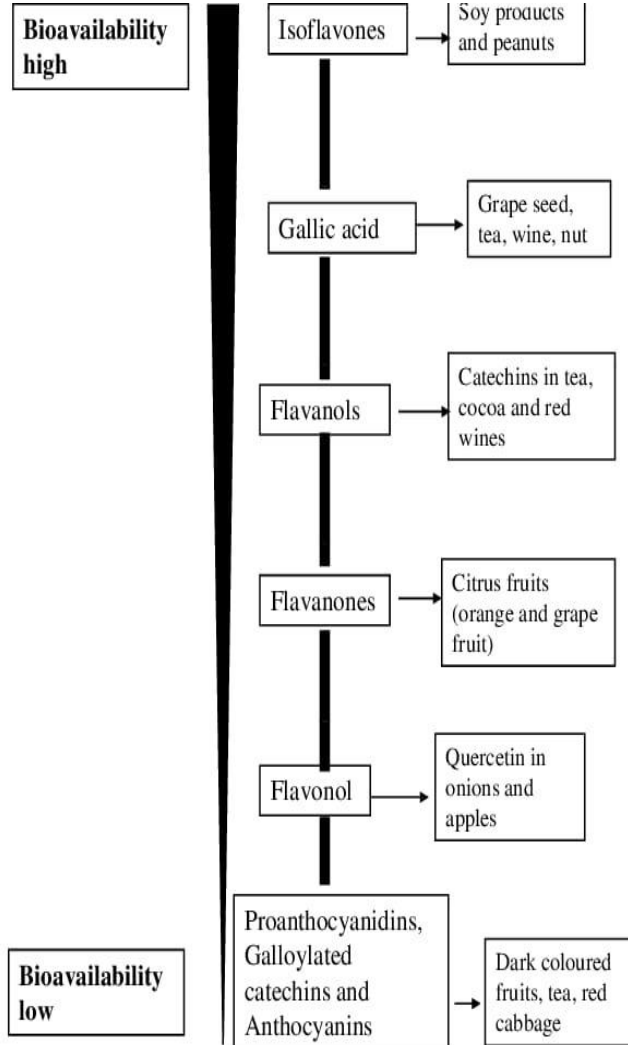 Bioavailability
high
Isoflavones
Soy products
and peanuts
Gallic acid
Grape seed,
tea, wine, nut
Flavanols
Catechins in tea,
cocoa and red
wines
Flavanones
Citrus fruits
(orange and grape
fruit)
Flavonol
Quercetin in
onions and
apples
Bioavailability
low
Proanthocyanidins,
Galloylated
catechins and
Anthocyanins
Dark coloured
fruits, tea, red
cabbage